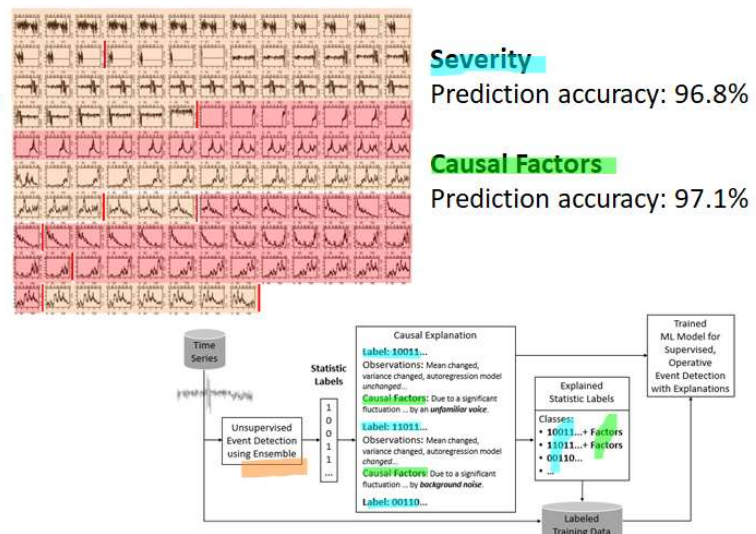 Severity
Prediction accuracy: 96.8%
Causal Factors
Prediction accuracy: 97.1%
Time
Series
Unsupervised
Event Detection
using Ensemble
Statistic
Labels
1
0
0
1
1
...
Causal Explanation
Label: 10011...
Observations: Mean changed,
variance changed, autoregression model
unchanged...
Causal Factors: Due to a significant
fluctuation ... by an unfamiliar voice.
Label: 11011...
Observations: Mean changed,
variance changed, autoregression model
changed...
Causal Factors: Due to a significant
fluctuation ... by background noise.
Label: 00110...
Explained
Statistic Labels
Classes:
• 10011...+ Factors
• 11011...+ Factors
• 00110...
• ...
Trained
ML Model for
Supervised,
Operative
Event Detection
with Explanations
Labeled
Training Data